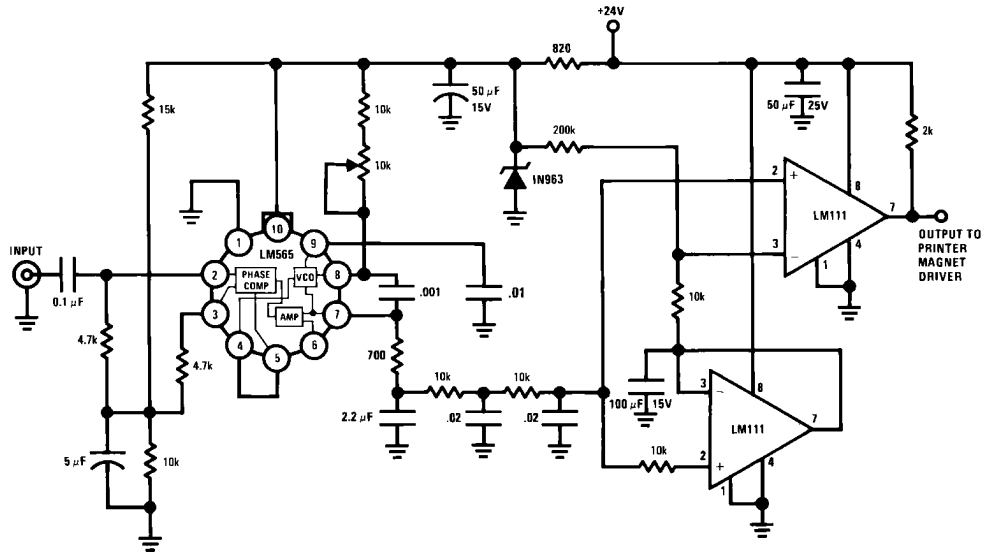 +24V
820
15k
50 μF
15V
10k
10k
200k
50 μF 25V
2k
IN963
2
+
8
LM111
7
3
−
4
1
OUTPUT TO
PRINTER
MAGNET
DRIVER
INPUT
0.1 μF
1
10
9
LM565
2
PHASE
COMP
VCO
8
3
AMP
7
4
5
6
.001
.01
4.7k
4.7k
700
10k
10k
10k
2.2 μF
.02
.02
100 μF 15V
3
−
8
LM111
7
10k
2
+
4
1
5 μF
10k